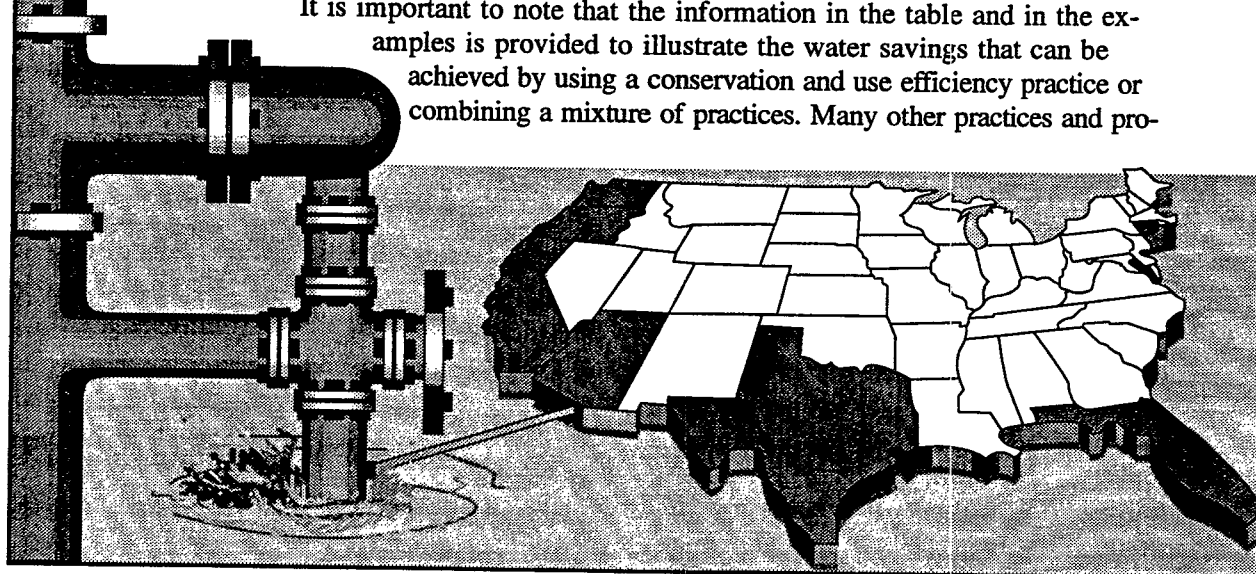 It is important to note that the information in the table and in the ex-
amples is provided to illustrate the water savings that can be
achieved by using a conservation and use efficiency practice or
combining a mixture of practices. Many other practices and pro-